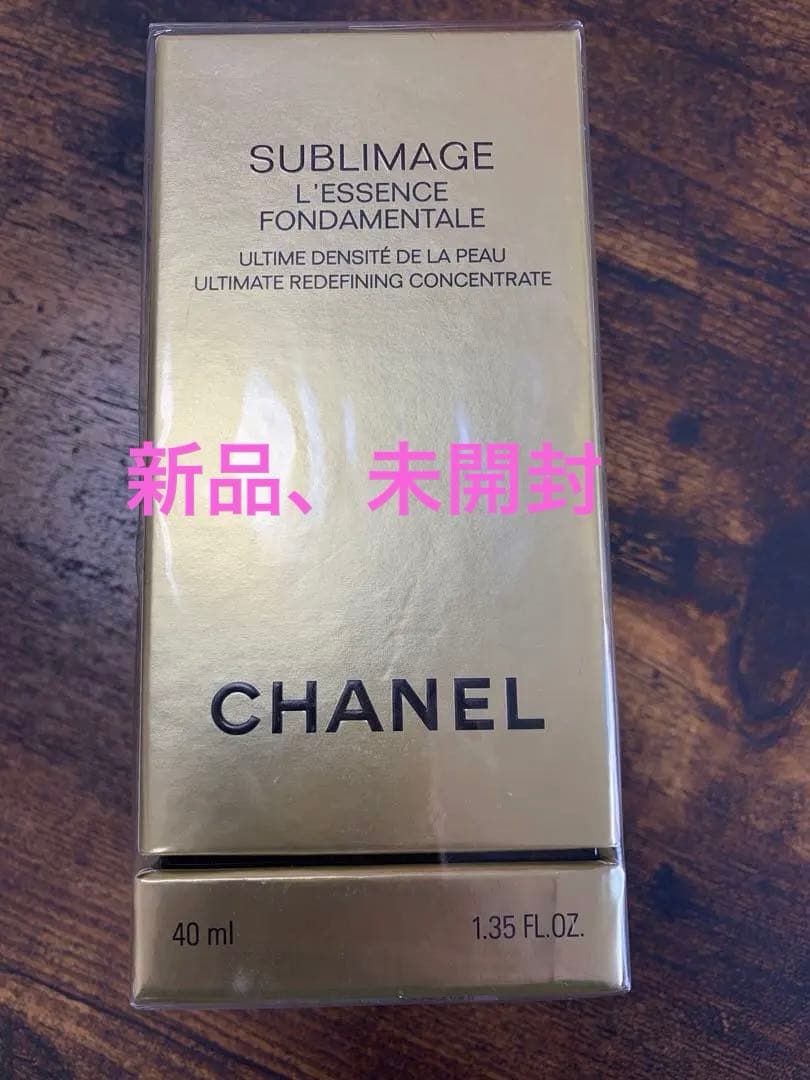 SUBLIMAGE
L'ESSENCE
FONDAMENTALE
ULTIME DENSITÉ DE LA PEAU
ULTIMATE REDEFINING CONCENTRATE
新品、未開封
CHANEL
40 ml
1.35 FL.OZ.